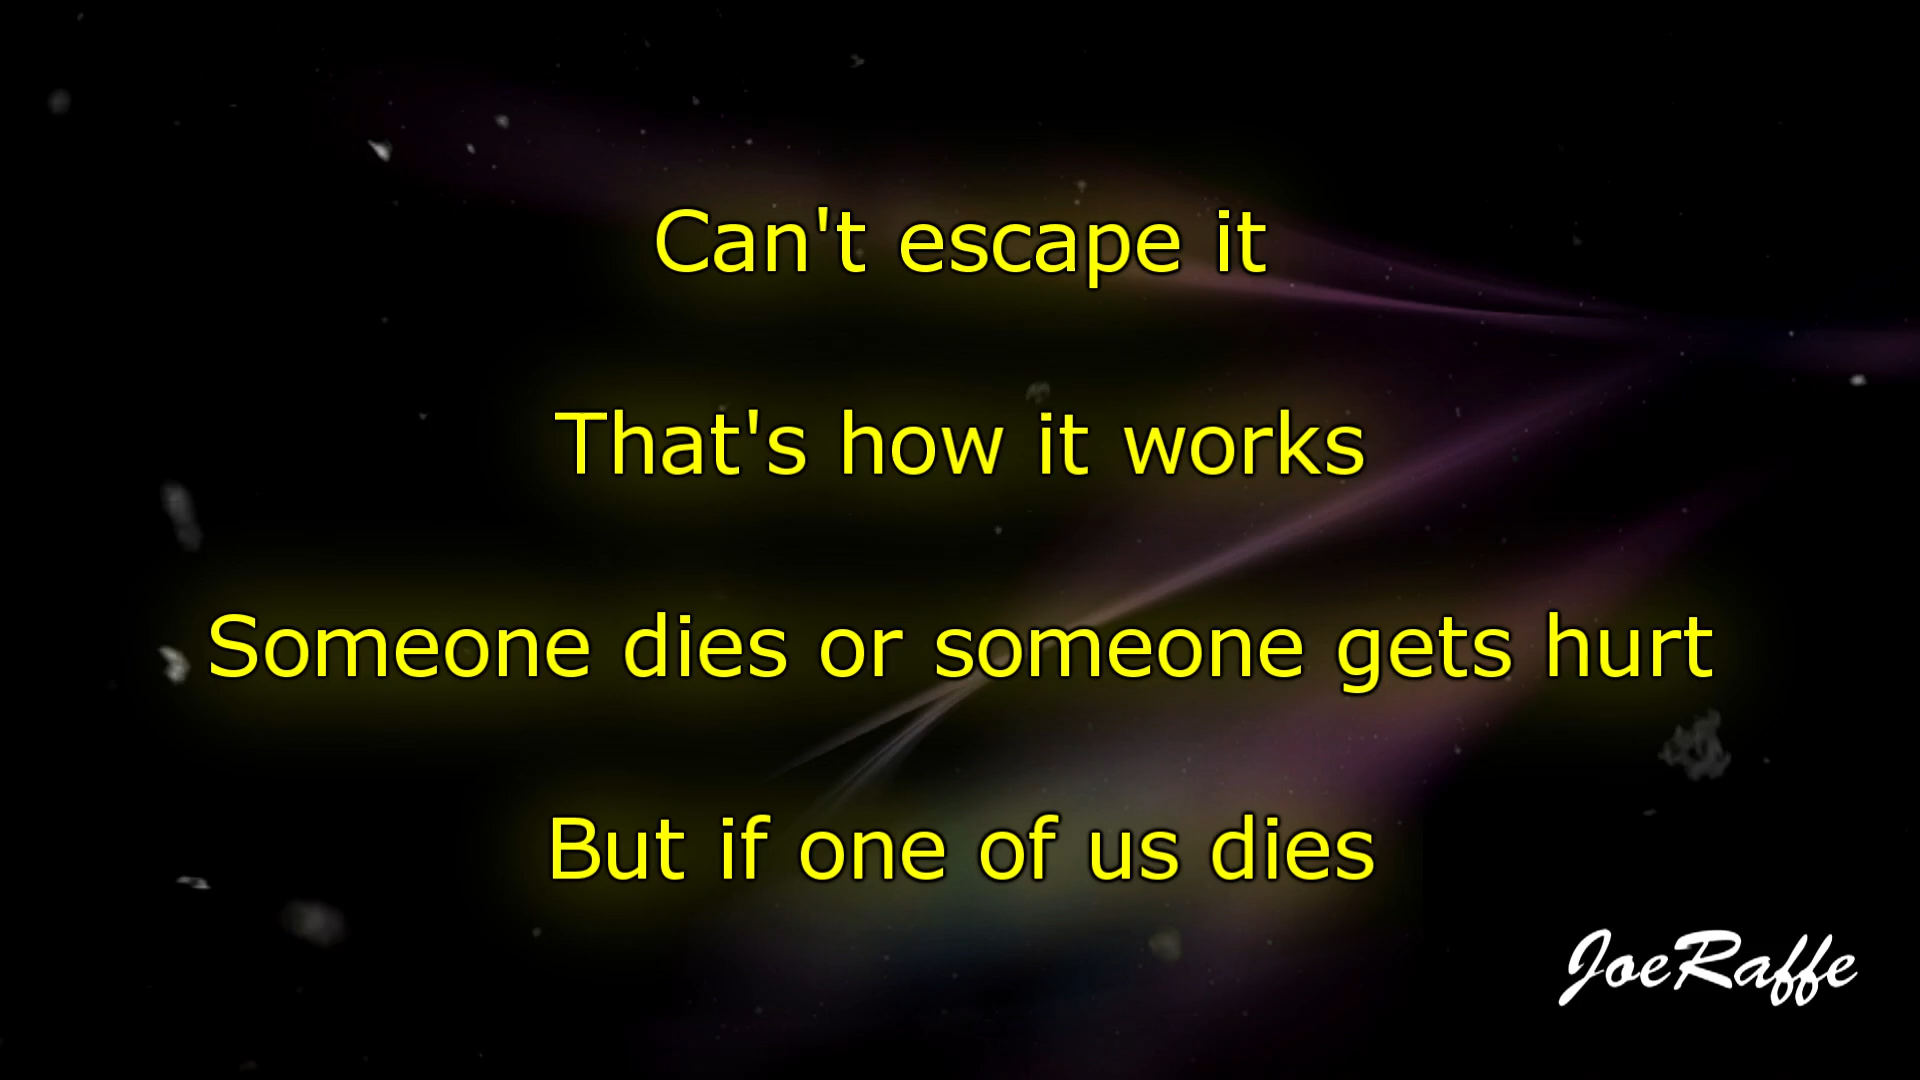 Can't escape it
That's how it works
Someone dies or someone gets hurt
But if one of us dies
JoeRaffe